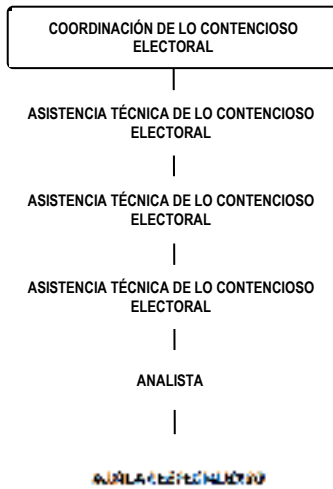 COORDINACIÓN DE LO CONTENCIOSO
ELECTORAL
ASISTENCIA TÉCNICA DE LO CONTENCIOSO
ELECTORAL
ASISTENCIA TÉCNICA DE LO CONTENCIOSO
ELECTORAL
ASISTENCIA TÉCNICA DE LO CONTENCIOSO
ELECTORAL
ANALISTA